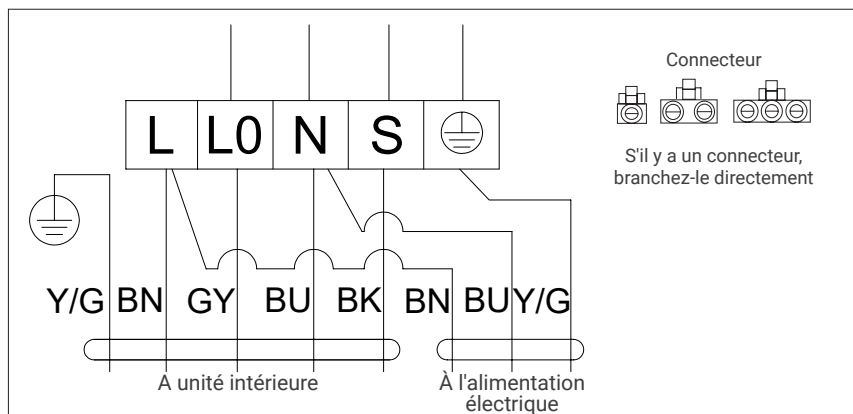 Connecteur
L L0 N S
S'il y a un connecteur,
branchez-le directement
Y/G BN GY BU BK BN BU Y/G
A unité intérieure
À l'alimentation
électrique